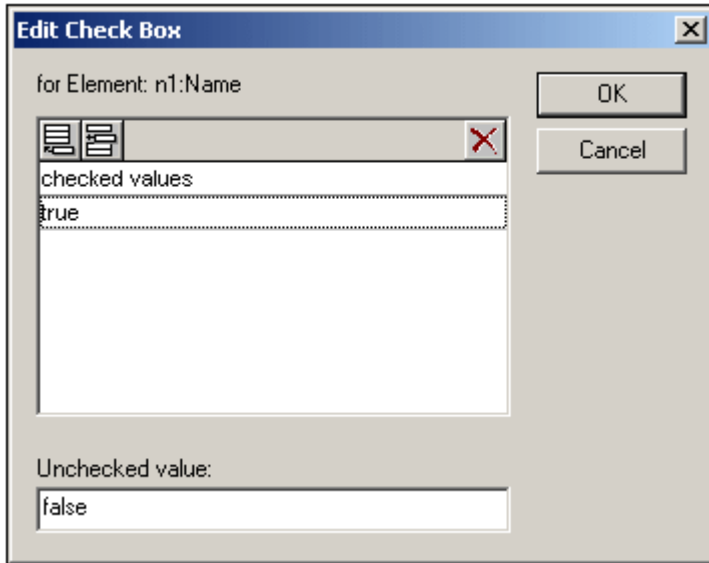 Edit Check Box
for Element: n1:Name
OK
Cancel
checked values
true
Unchecked value:
false